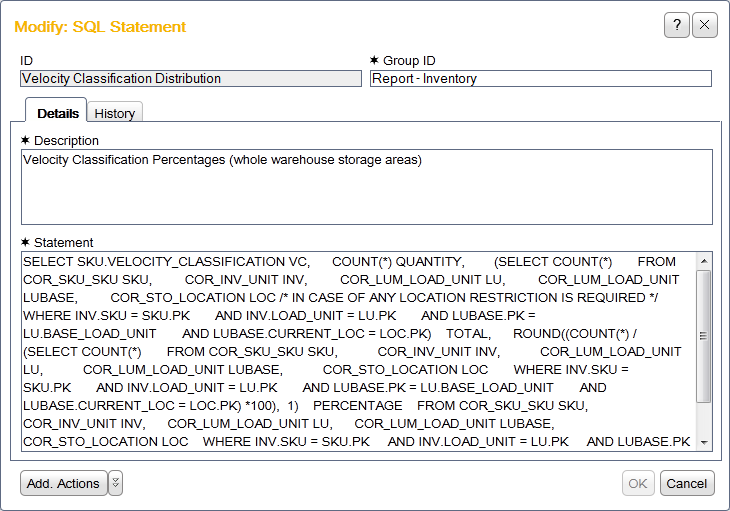 Modify: SQL Statement
?
ID
✶ Group ID
Velocity Classification Distribution
Report - Inventory
Details
History
✶ Description
Velocity Classification Percentages (whole warehouse storage areas)
✶ Statement
SELECT SKU.VELOCITY_CLASSIFICATION VC, COUNT(*) QUANTITY, (SELECT COUNT(*) FROM
COR_SKU_SKU SKU, COR_INV_UNIT INV, COR_LUM_LOAD_UNIT LU, COR_LUM_LOAD_UNIT
LUBASE, COR_STO_LOCATION LOC /* IN CASE OF ANY LOCATION RESTRICTION IS REQUIRED */
WHERE INV.SKU = SKU.PK AND INV.LOAD_UNIT = LU.PK AND LUBASE.PK =
LU.BASE_LOAD_UNIT AND LUBASE.CURRENT_LOC = LOC.PK) TOTAL, ROUND((COUNT(*) /
(SELECT COUNT(*) FROM COR_SKU_SKU SKU, COR_INV_UNIT INV, COR_LUM_LOAD_UNIT
LU, COR_LUM_LOAD_UNIT LUBASE, COR_STO_LOCATION LOC WHERE INV.SKU =
SKU.PK AND INV.LOAD_UNIT = LU.PK AND LUBASE.PK = LU.BASE_LOAD_UNIT AND
LUBASE.CURRENT_LOC = LOC.PK) *100), 1) PERCENTAGE FROM COR_SKU_SKU SKU,
COR_INV_UNIT INV, COR_LUM_LOAD_UNIT LU, COR_LUM_LOAD_UNIT LUBASE,
COR_STO_LOCATION LOC WHERE INV.SKU = SKU.PK AND INV.LOAD_UNIT = LU.PK AND LUBASE.PK
Add. Actions
OK
Cancel